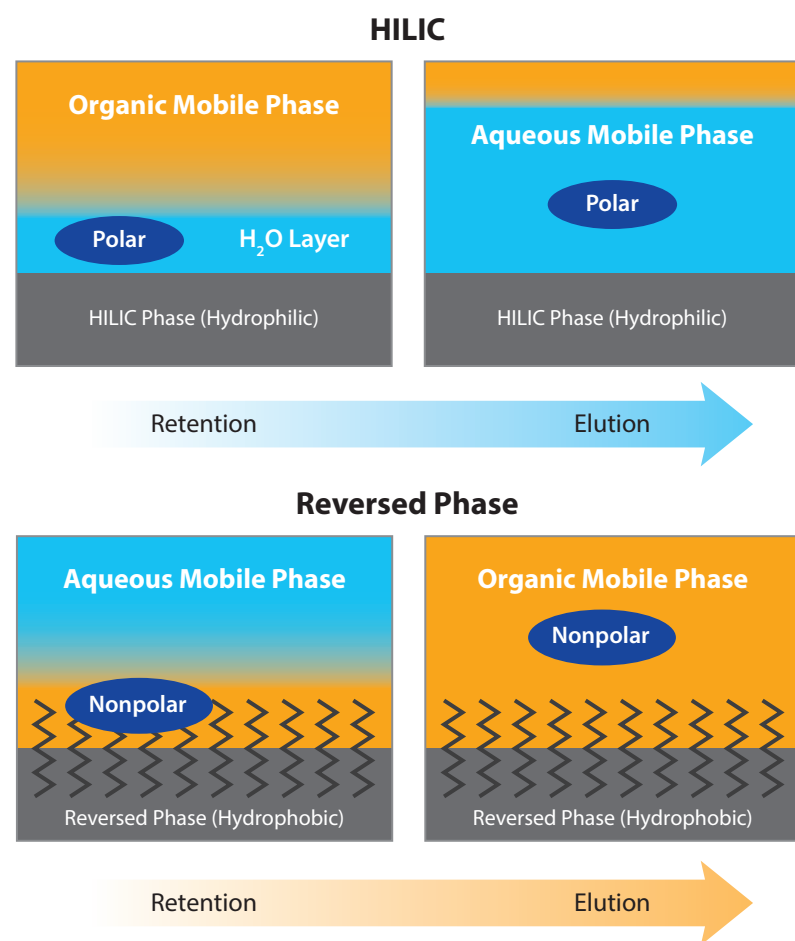 HILIC
Organic Mobile Phase
Polar
H₂O Layer
HILIC Phase (Hydrophilic)
Aqueous Mobile Phase
Polar
HILIC Phase (Hydrophilic)
Retention
Elution
Reversed Phase
Aqueous Mobile Phase
Nonpolar
Reversed Phase (Hydrophobic)
Organic Mobile Phase
Nonpolar
Reversed Phase (Hydrophobic)
Retention
Elution